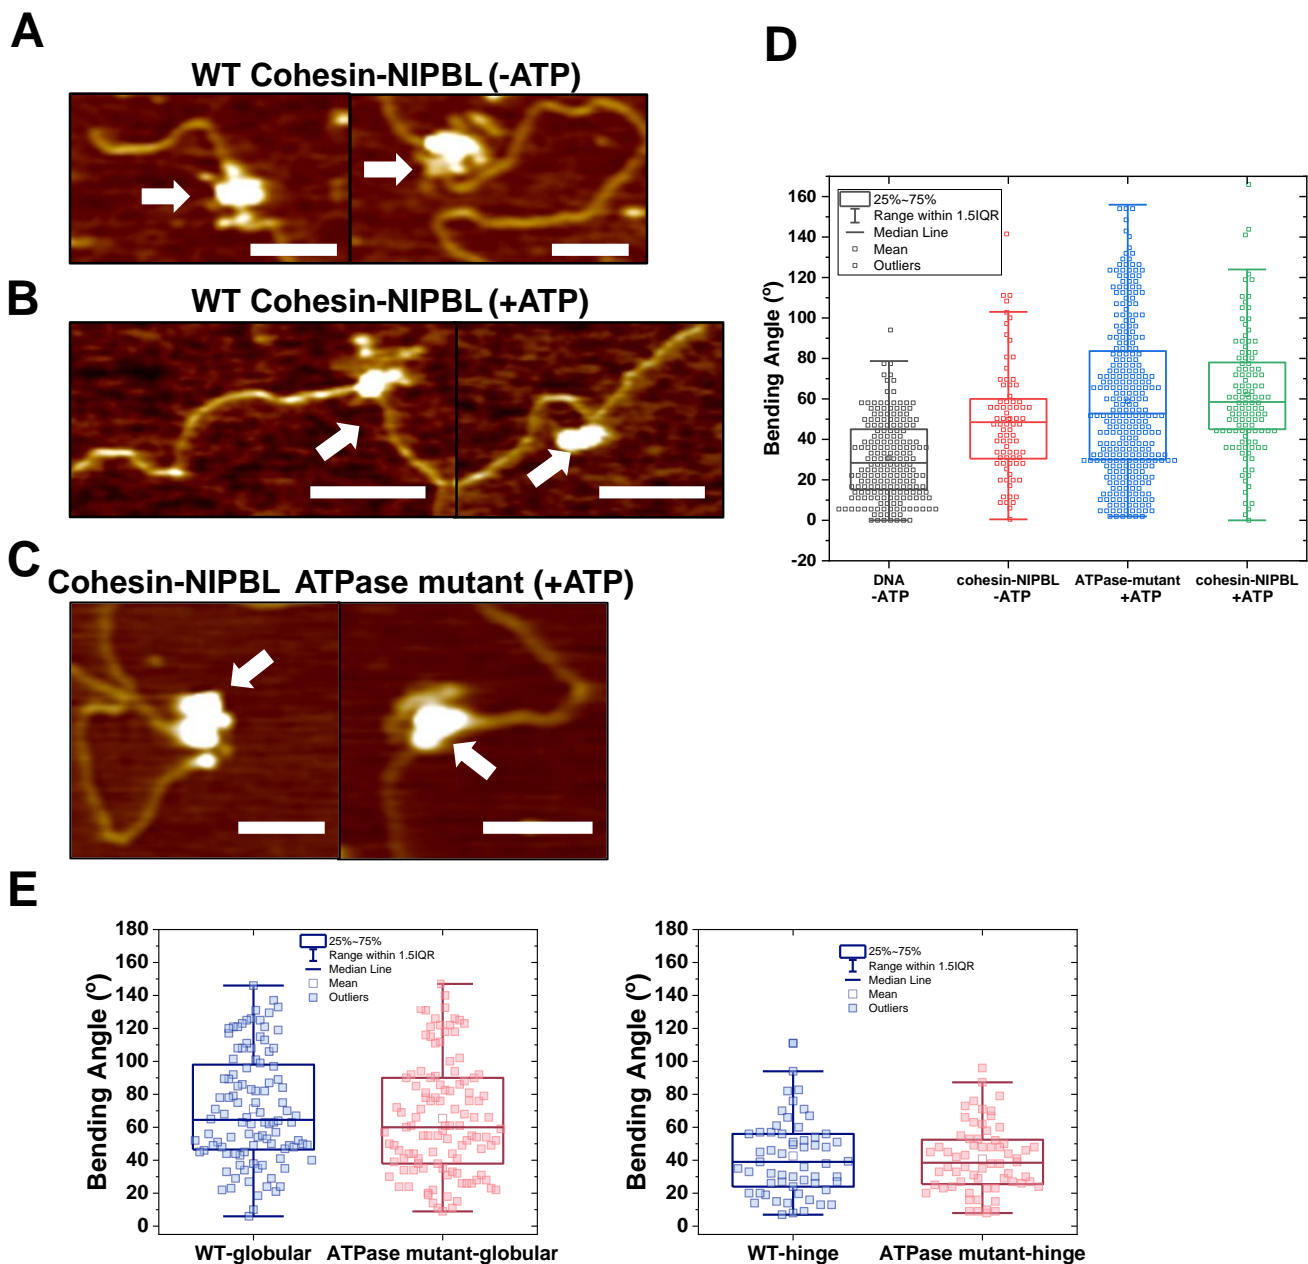 A
WT Cohesin-NIPBL (-ATP)
B
WT Cohesin-NIPBL (+ATP)
C
Cohesin-NIPBL ATPase mutant (+ATP)
D
Bending Angle (º)
160
140
120
100
80
60
40
20
0
-20
25%~75%
Range within 1.5IQR
Median Line
Mean
Outliers
DNA
-ATP
cohesin-NIPBL
-ATP
ATPase-mutant
+ATP
cohesin-NIPBL
+ATP
E
Bending Angle (º)
180
160
140
120
100
80
60
40
20
0
25%~75%
Range within 1.5IQR
Median Line
Mean
Outliers
WT-globular
ATPase mutant-globular
Bending Angle (º)
180
160
140
120
100
80
60
40
20
0
25%~75%
Range within 1.5IQR
Median Line
Mean
Outliers
WT-hinge
ATPase mutant-hinge